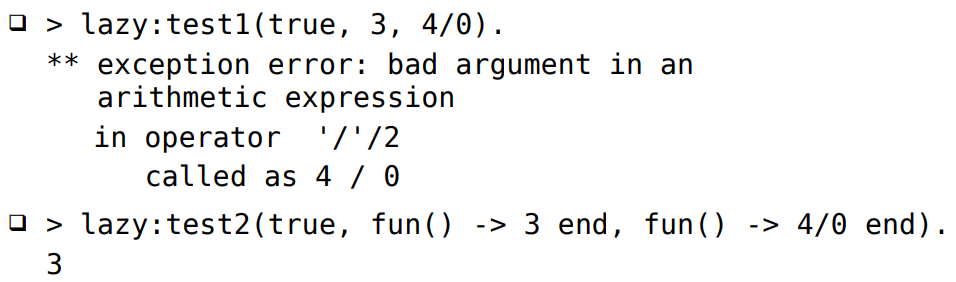 ❑ > lazy:test1(true, 3, 4/0).
** exception error: bad argument in an
arithmetic expression
in operator  '/'/2
called as 4 / 0
❑ > lazy:test2(true, fun() -> 3 end, fun() -> 4/0 end).
3